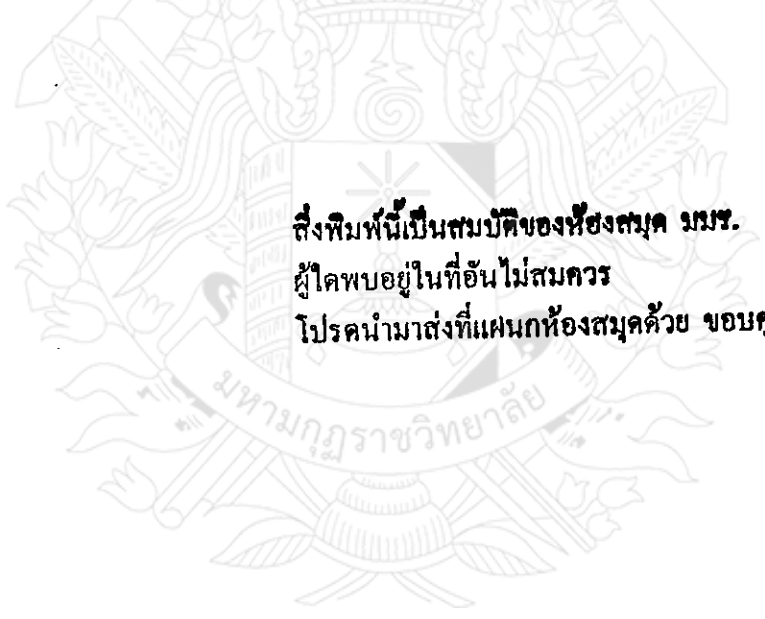 สิ่งพิมพ์นี้เป็นสมบัติของห้องสมุด มมร.
ผู้ใดพบอยู่ในที่อันไม่สมควร
โปรดนำมาส่งที่แผนกห้องสมุดด้วย ขอบคุ
มหามกุฏราชวิทยาลัย